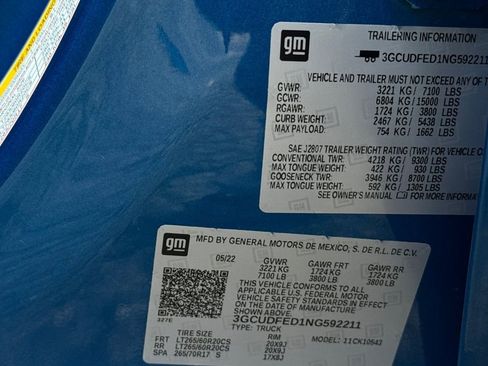 TIRE AND LOADING
gm
TRAILERING INFORMATION
3GCUDFED1NG592211
VEHICLE AND TRAILER MUST NOT EXCEED ANY OF T
GVWR: 3221 KG / 7100 LBS
GCWR: 6804 KG / 15000 LBS
RGAWR: 1724 KG / 3800 LBS
CURB WEIGHT: 2467 KG / 5438 LBS
MAX PAYLOAD: 754 KG / 1662 LBS
SAE J2807 TRAILER WEIGHT RATING (TWR) FOR VEHICLE C
CONVENTIONAL TWR: 4218 KG / 9300 LBS
MAX TONGUE WEIGHT: 422 KG / 930 LBS
GOOSENECK TWR: 3946 KG / 8700 LBS
MAX TONGUE WEIGHT: 592 KG / 1305 LBS
SEE OWNER'S MANUAL FOR MORE INFORM
gm
MFD BY GENERAL MOTORS DE MEXICO, S. DE R.L. DE C.V.
05/22 GVWR GAWR FRT GAWR RR
3221 KG 1724 KG 1724 KG
7100 LB 3800 LB 3800 LB
THIS VEHICLE CONFORMS TO ALL
APPLICABLE U.S. FEDERAL MOTOR
VEHICLE SAFETY STANDARDS IN EFFECT
ON THE DATE OF MANUFACTURE
SHOWN ABOVE.
3GCUDFED1NG592211
327E
TYPE: TRUCK
TIRE SIZE RIM MODEL: 11CK10543
FRT LT265/60R20CS 20X9J
RR LT265/60R20CS 20X9J
SPA 265/70R17 S 17X8J